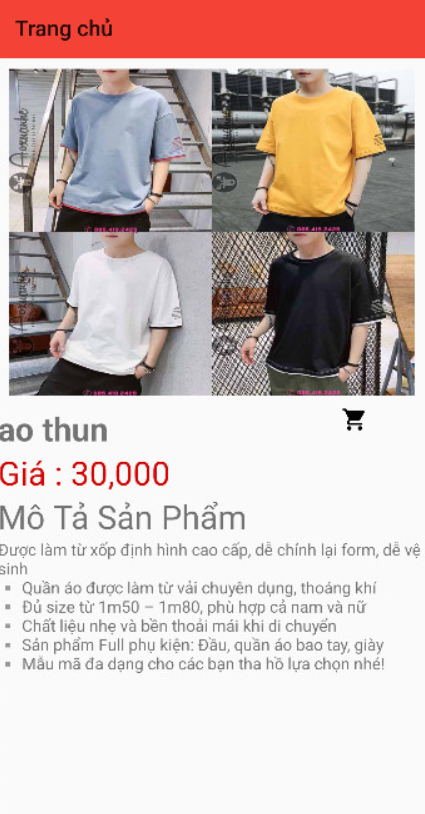 Trang chủ
ao thun
Giá : 30,000
Mô Tả Sản Phẩm
Được làm từ xốp định hình cao cấp, dễ chỉnh lại form, dễ vệ
sinh
▪ Quần áo được làm từ vải chuyên dụng, thoáng khí
▪ Đủ size từ 1m50 – 1m80, phù hợp cả nam và nữ
▪ Chất liệu nhẹ và bền thoải mái khi di chuyển
▪ Sản phẩm Full phụ kiện: Đầu, quần áo bao tay, giày
▪ Mẫu mã đa dạng cho các bạn tha hồ lựa chọn nhé!